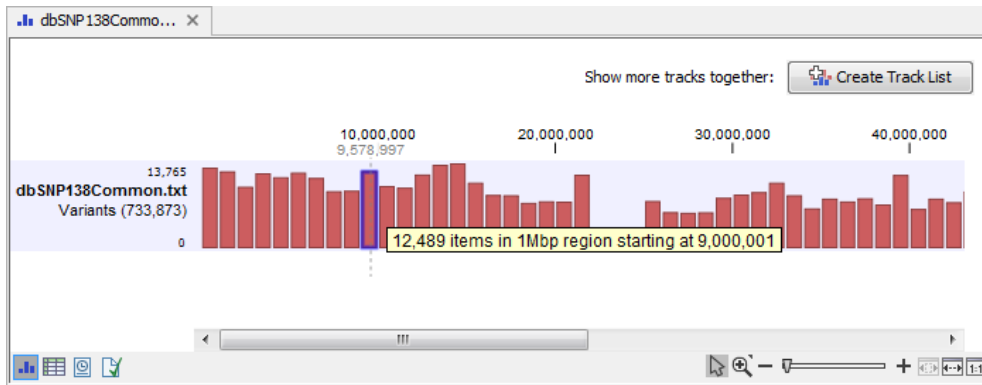 dbSNP138Commo...
Show more tracks together:
Create Track List
10,000,000 20,000,000 30,000,000 40,000,000
9,578,997
13,765
dbSNP138Common.txt
Variants (733,873)
0
12,489 items in 1Mbp region starting at 9,000,001
1:1